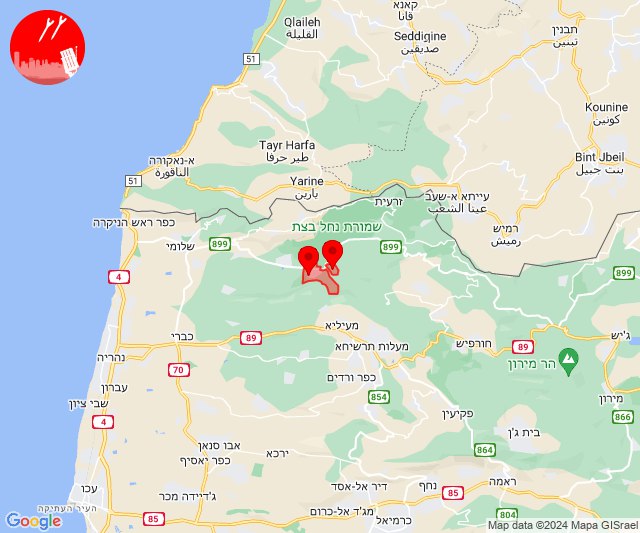 קאנא
قانا
Qlaileh
القليلة
Seddigine
صديقين
תבנין
تبنين
51
Kounine
كونين
Tayr Harfa
طير حرفا
Bint Jbeil
بنت جبيل
א-נאקורה
الناقورة
51
Yarine
يارين
עייתא א-שעב
عيتا الشعب
זרעית
רמיש
رميش
כפר ראש הניקרה
שמורת נחל בצת
שלומי
899
899
4
899
מעיליא
כברי
89
מעלות תרשיחא
חורפיש
89
ג'יש
הר מירון
נהריה
70
כפר ורדים
עברון
854
מירון
שבי ציון
866
4
פקיעין
בית ג'ן
אבו סנאן
864
ירכא
כפר יאסיף
ראמה
עכו
דיר אל-אסד
נחף
85
ג'דיידה מכר
העיר העתיקה
מג'ד אל-כרום
כרמיאל
85
Google
Map data ©2024 Mapa GISrael